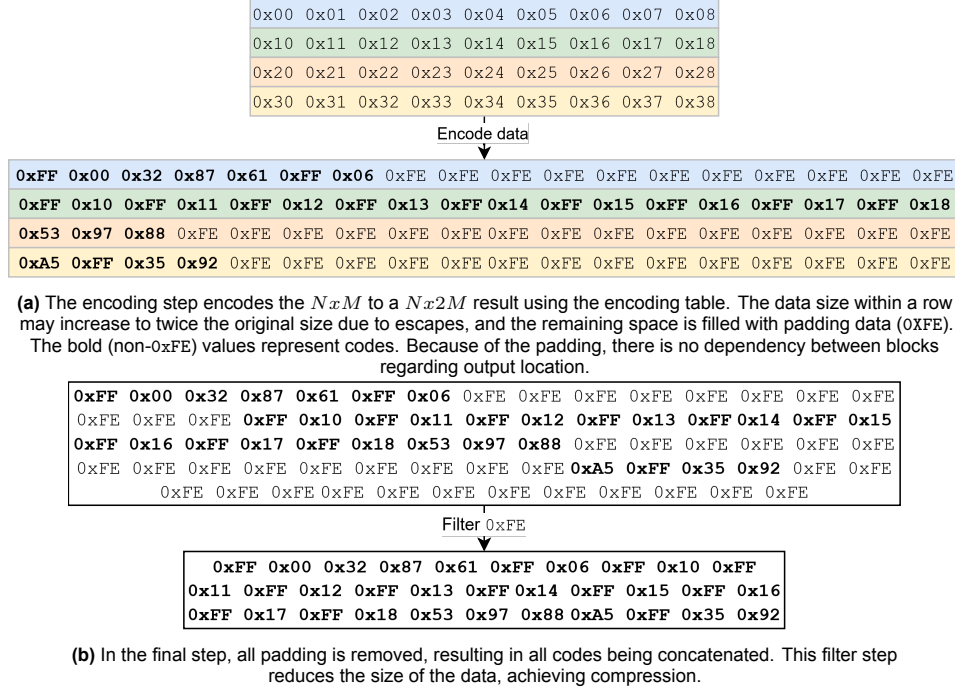 0x00 0x01 0x02 0x03 0x04 0x05 0x06 0x07 0x08
0x10 0x11 0x12 0x13 0x14 0x15 0x16 0x17 0x18
0x20 0x21 0x22 0x23 0x24 0x25 0x26 0x27 0x28
0x30 0x31 0x32 0x33 0x34 0x35 0x36 0x37 0x38
Encode data
0xFF 0x00 0x32 0x87 0x61 0xFF 0x06 0xFE 0xFE 0xFE 0xFE 0xFE 0xFE 0xFE 0xFE 0xFE 0xFE 0xFE
0xFF 0x10 0xFF 0x11 0xFF 0x12 0xFF 0x13 0xFF 0x14 0xFF 0x15 0xFF 0x16 0xFF 0x17 0xFF 0x18
0x53 0x97 0x88 0xFE 0xFE 0xFE 0xFE 0xFE 0xFE 0xFE 0xFE 0xFE 0xFE 0xFE 0xFE 0xFE 0xFE 0xFE
0xA5 0xFF 0x35 0x92 0xFE 0xFE 0xFE 0xFE 0xFE 0xFE 0xFE 0xFE 0xFE 0xFE 0xFE 0xFE 0xFE 0xFE
(a) The encoding step encodes the NxM to a Nx2M result using the encoding table. The data size within a row
may increase to twice the original size due to escapes, and the remaining space is filled with padding data (0XFE).
The bold (non-0xFE) values represent codes. Because of the padding, there is no dependency between blocks
regarding output location.
0xFF 0x00 0x32 0x87 0x61 0xFF 0x06 0xFE 0xFE 0xFE 0xFE 0xFE 0xFE 0xFE 0xFE
0xFE 0xFE 0xFE 0xFF 0x10 0xFF 0x11 0xFF 0x12 0xFF 0x13 0xFF 0x14 0xFF 0x15
0xFF 0x16 0xFF 0x17 0xFF 0x18 0x53 0x97 0x88 0xFE 0xFE 0xFE 0xFE 0xFE 0xFE
0xFE 0xFE 0xFE 0xFE 0xFE 0xFE 0xFE 0xFE 0xFE 0xA5 0xFF 0x35 0x92 0xFE 0xFE
0xFE 0xFE 0xFE 0xFE 0xFE 0xFE 0xFE 0xFE 0xFE 0xFE 0xFE 0xFE
Filter 0xFE
0xFF 0x00 0x32 0x87 0x61 0xFF 0x06 0xFF 0x10 0xFF
0x11 0xFF 0x12 0xFF 0x13 0xFF 0x14 0xFF 0x15 0xFF 0x16
0xFF 0x17 0xFF 0x18 0x53 0x97 0x88 0xA5 0xFF 0x35 0x92
(b) In the final step, all padding is removed, resulting in all codes being concatenated. This filter step
reduces the size of the data, achieving compression.